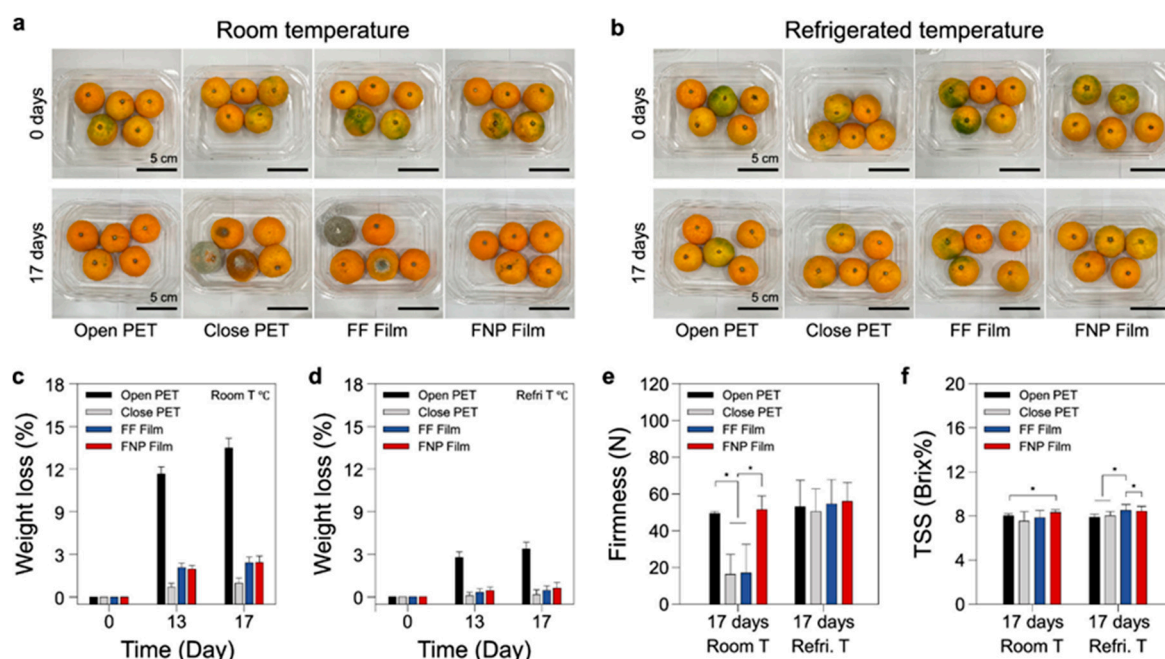 a
Room temperature
b
Refrigerated temperature
0 days
5 cm
5 cm
17 days
5 cm
5 cm
Open PET Close PET FF Film FNP Film
Open PET Close PET FF Film FNP Film
c
Weight loss (%)
18
15
12
3
0
Open PET
Close PET
FF Film
FNP Film
Room T ℃
0 13 17
Time (Day)
d
Weight loss (%)
18
15
12
3
0
Open PET
Close PET
FF Film
FNP Film
Refri T ℃
0 13 17
Time (Day)
e
Firmness (N)
120
100
80
60
40
20
0
Open PET
Close PET
FF Film
FNP Film
* *
17 days 17 days
Room T Refri. T
f
TSS (Brix%)
20
16
12
8
4
0
Open PET
Close PET
FF Film
FNP Film
* * *
17 days 17 days
Room T Refri. T
0 days
17 days